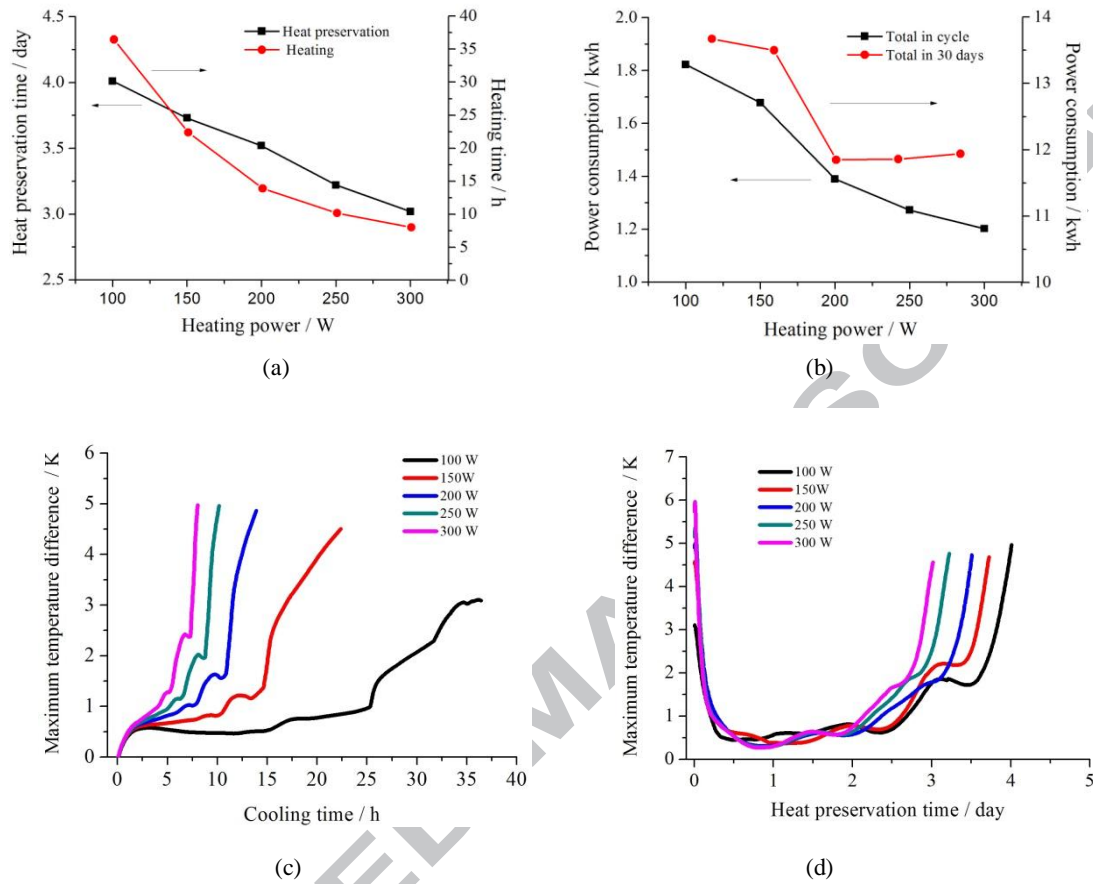 4.5
4.0
3.5
3.0
2.5
Heat preservation time / day
Heat preservation
Heating
40
35
30
25
20
15
10
5
0
Heating time / h
100 150 200 250 300
Heating power / W
(a)
2.0
1.8
1.6
1.4
1.2
1.0
Power consumption / kwh
Total in cycle
Total in 30 days
14
13
12
11
10
Power consumption / kwh
100 150 200 250 300
Heating power / W
(b)
6
5
4
3
2
1
0
Maximum temperature difference / K
100 W
150W
200 W
250 W
300 W
0 5 10 15 20 25 30 35 40
Cooling time / h
(c)
7
6
5
4
3
2
1
0
Maximum temperature difference / K
100 W
150W
200 W
250 W
300 W
0 1 2 3 4 5
Heat preservation time / day
(d)